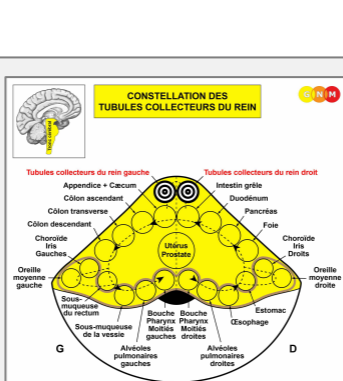 CONSTELLATION DES
TUBULES COLLECTEURS DU REIN
GNM
Tronc cérébral
Tubules collecteurs du rein gauche
Tubules collecteurs du rein droit
Appendice + Cæcum
Intestin grêle
Côlon ascendant
Duodénum
Côlon transverse
Pancréas
Côlon descendant
Foie
Choroïde
Iris
Gauches
Utérus
Prostate
Choroïde
Iris
Droits
Oreille
moyenne
gauche
Oreille
moyenne
droite
Sous-
muqueuse
du rectum
Sous-muqueuse
de la vessie
Bouche
Pharynx
Moitiés
gauches
Bouche
Pharynx
Moitiés
droites
Estomac
Œsophage
G
Alvéoles
pulmonaires
gauches
Alvéoles
pulmonaires
droites
D